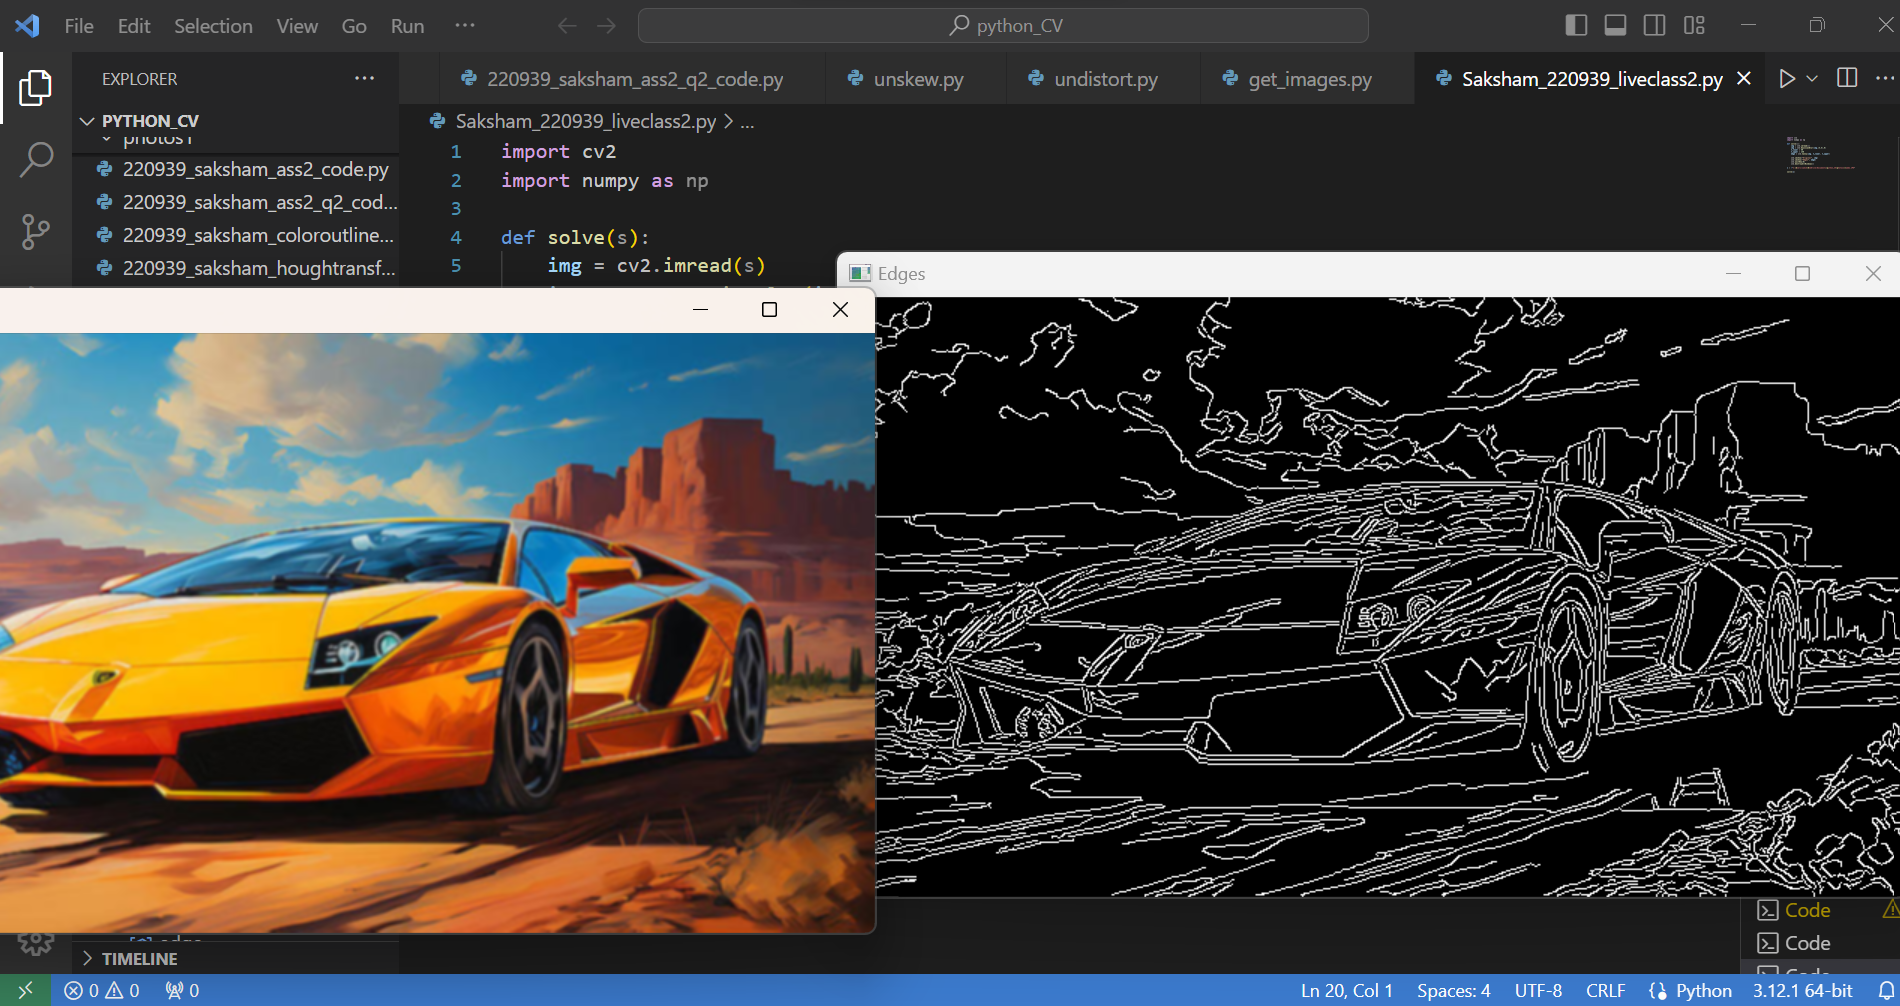 File Edit Selection View Go Run ··· python_CV
EXPLORER ···
220939_saksham_ass2_q2_code.py unskew.py undistort.py get_images.py Saksham_220939_liveclass2.py ···
PYTHON_CV
photos1
220939_saksham_ass2_code.py
220939_saksham_ass2_q2_cod...
220939_saksham_coloroutline...
220939_saksham_houghtransf...
Saksham_220939_liveclass2.py > ...
1 import cv2
2 import numpy as np
3
4 def solve(s):
5 img = cv2.imread(s)
Edges
Code
Code
TIMELINE
0 0 0
Ln 20, Col 1 Spaces: 4 UTF-8 CRLF Python 3.12.1 64-bit